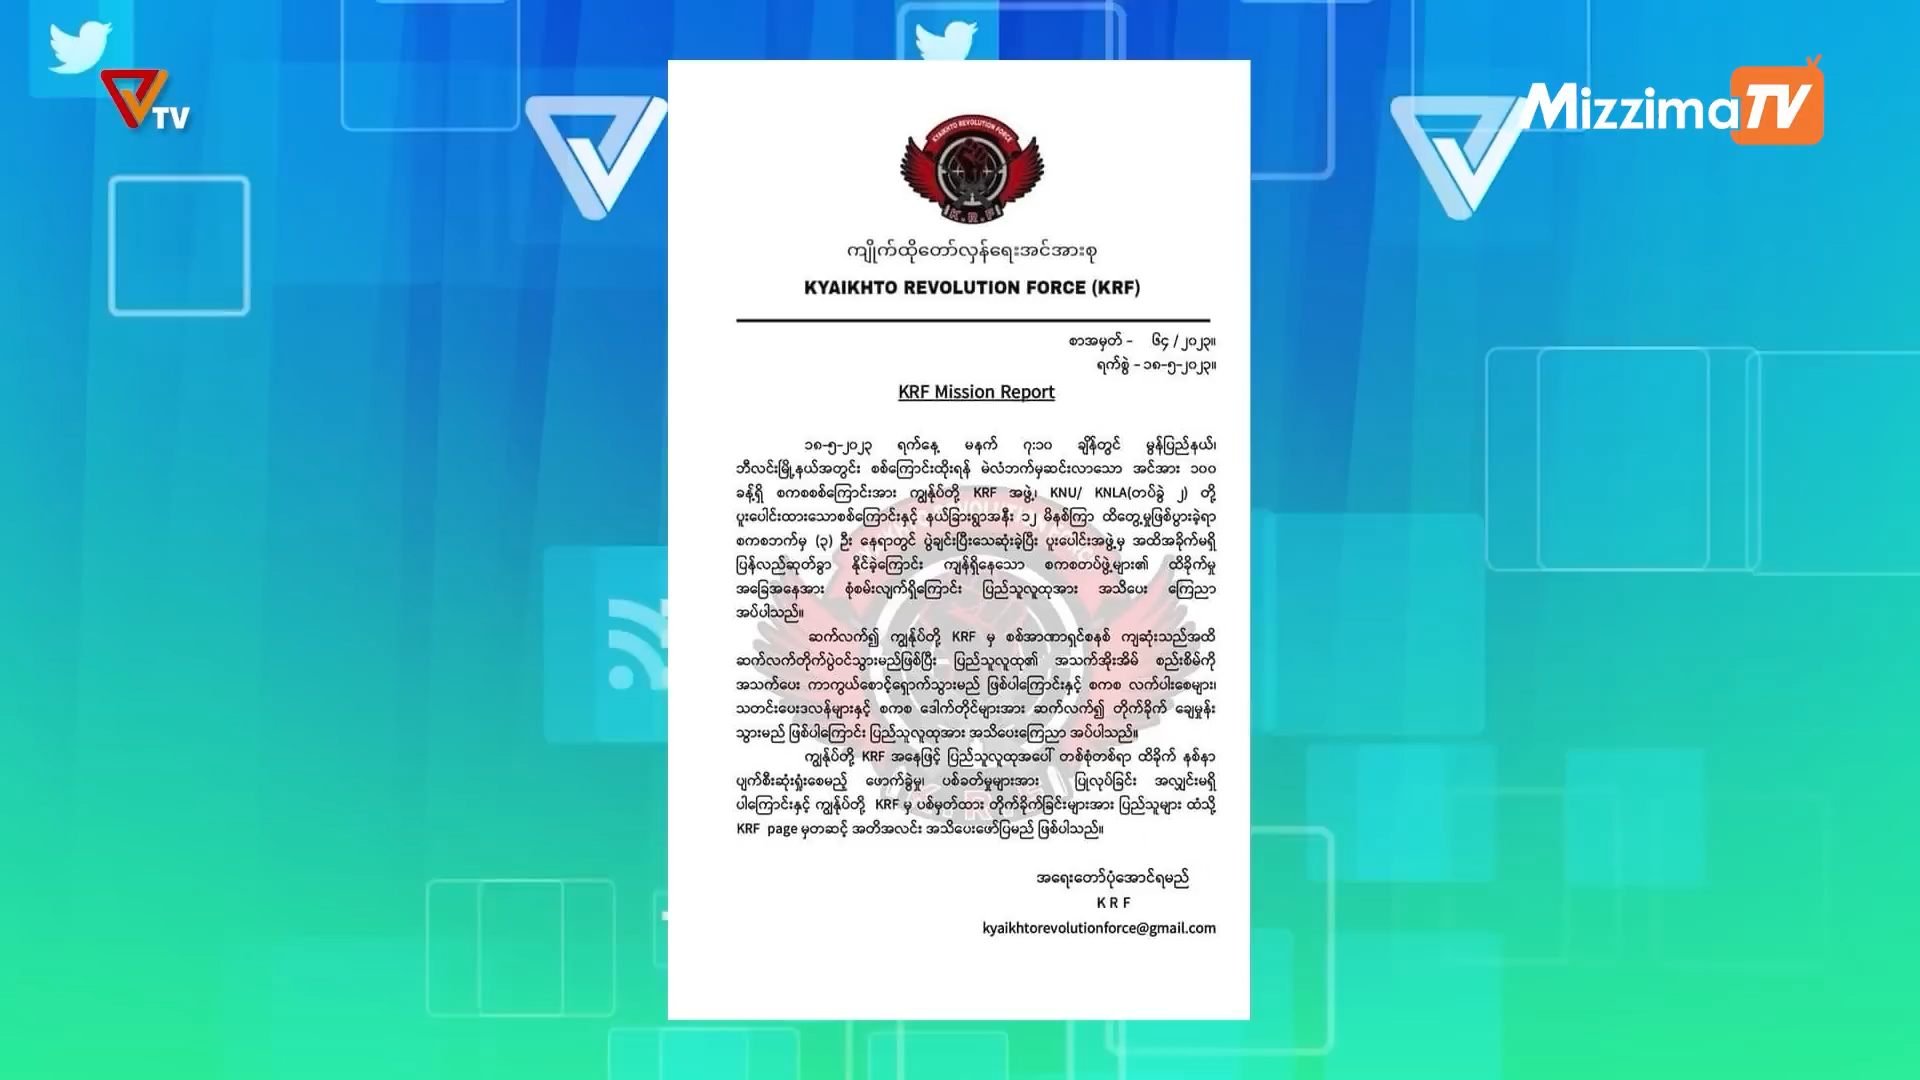 TV
MizzimaTV
KYAIKHTO REVOLUTION FORCE
K.R.F
ကျိုက်ထိုတော်လှန်ရေးအင်အားစု
KYAIKHTO REVOLUTION FORCE (KRF)
စာအမှတ် - ၆၄ / ၂၀၂၃။
ရက်စွဲ - ၁၈-၅-၂၀၂၃။
KRF Mission Report
၁၈-၅-၂၀၂၃ ရက်နေ့ မနက် ၇:၁၀ ချိန်တွင် မွန်ပြည်နယ်၊
ဘီလင်းမြို့နယ်အတွင်း စစ်ကြောင်းထိုးရန် မဲလံဘက်မှဆင်းလာသော အင်အား ၁၀၀
ခန့်ရှိ စကစစစ်ကြောင်းအား ကျွန်ုပ်တို့ KRF အဖွဲ့၊ KNU/ KNLA(တပ်ခွဲ ၂) တို့
ပူးပေါင်းထားသောစစ်ကြောင်းနှင့် နယ်ခြားရွာအနီး ၁၂ မိနစ်ကြာ ထိတွေ့မှုဖြစ်ပွားခဲ့ရာ
စကစဘက်မှ (၃) ဦး နေရာတွင် ပွဲချင်းပြီးသေဆုံးခဲ့ပြီး ပူးပေါင်းအဖွဲ့မှ အထိအခိုက်မရှိ
ပြန်လည်ဆုတ်ခွာ နိုင်ခဲ့ကြောင်း ကျန်ရှိနေသော စကစတပ်ဖွဲ့များ၏ ထိခိုက်မှု
အခြေအနေအား စုံစမ်းလျက်ရှိကြောင်း ပြည်သူလူထုအား အသိပေး ကြေညာ
အပ်ပါသည်။
ဆက်လက်၍ ကျွန်ုပ်တို့ KRF မှ စစ်အာဏာရှင်စနစ် ကျဆုံးသည်အထိ
ဆက်လက်တိုက်ပွဲဝင်သွားမည်ဖြစ်ပြီး ပြည်သူလူထု၏ အသက်အိုးအိမ် စည်းစိမ်ကို
အသက်ပေး ကာကွယ်စောင့်ရှောက်သွားမည် ဖြစ်ပါကြောင်းနှင့် စကစ လက်ပါးစေများ၊
သတင်းပေးဒလန်များနှင့် စကစ ဒေါက်တိုင်များအား ဆက်လက်၍ တိုက်ခိုက် ချေမှုန်း
သွားမည် ဖြစ်ပါကြောင်း ပြည်သူလူထုအား အသိပေးကြေညာ အပ်ပါသည်။
ကျွန်ုပ်တို့ KRF အနေဖြင့် ပြည်သူလူထုအပေါ် တစ်စုံတစ်ရာ ထိခိုက် နစ်နာ
ပျက်စီးဆုံးရှုံးစေမည့် ဖောက်ခွဲမှု၊ ပစ်ခတ်မှုများအား ပြုလုပ်ခြင်း အလျှင်းမရှိ
ပါကြောင်းနှင့် ကျွန်ုပ်တို့ KRF မှ ပစ်မှတ်ထား တိုက်ခိုက်ခြင်းများအား ပြည်သူများ ထံသို့
KRF page မှတဆင့် အတိအလင်း အသိပေးဖော်ပြမည် ဖြစ်ပါသည်။
အရေးတော်ပုံအောင်ရမည်
K R F
kyaikhtorevolutionforce@gmail.com